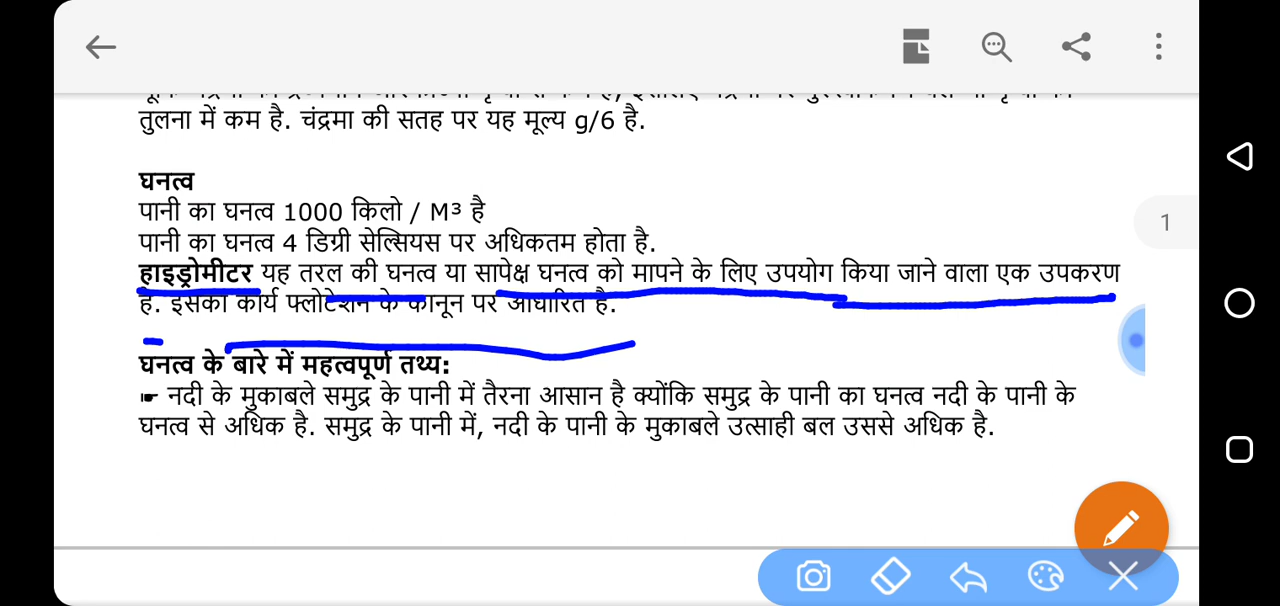 तुलना में कम है. चंद्रमा की सतह पर यह मूल्य g/6 है.
घनत्व
पानी का घनत्व 1000 किलो / M³ है
पानी का घनत्व 4 डिग्री सेल्सियस पर अधिकतम होता है.
हाइड्रोमीटर यह तरल की घनत्व या सापेक्ष घनत्व को मापने के लिए उपयोग किया जाने वाला एक उपकरण
है. इसका कार्य फ्लोटेशन के कानून पर आधारित है.
घनत्व के बारे में महत्वपूर्ण तथ्य:
☛ नदी के मुकाबले समुद्र के पानी में तैरना आसान है क्योंकि समुद्र के पानी का घनत्व नदी के पानी के
घनत्व से अधिक है. समुद्र के पानी में, नदी के पानी के मुकाबले उत्साही बल उससे अधिक है.
1